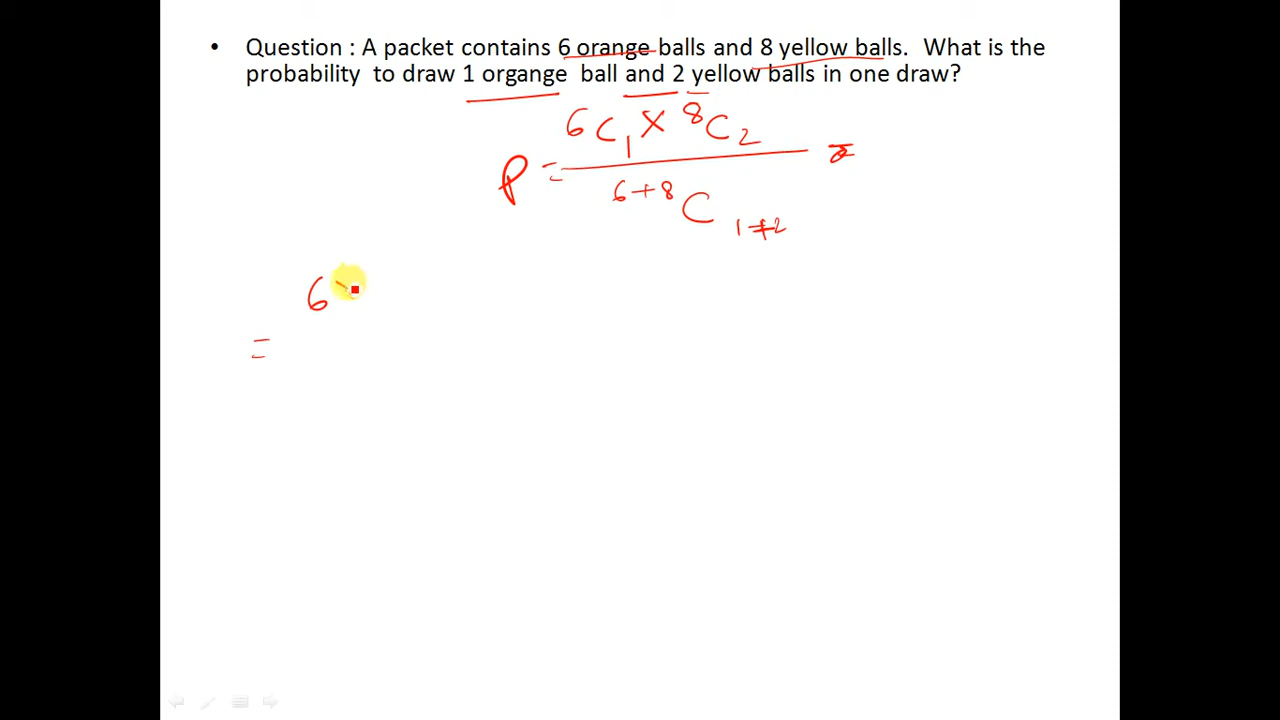 • Question : A packet contains 6 orange balls and 8 yellow balls. What is the
probability to draw 1 organge ball and 2 yellow balls in one draw?
6C1 X 8C2
P =
6+8C1+2
=
6